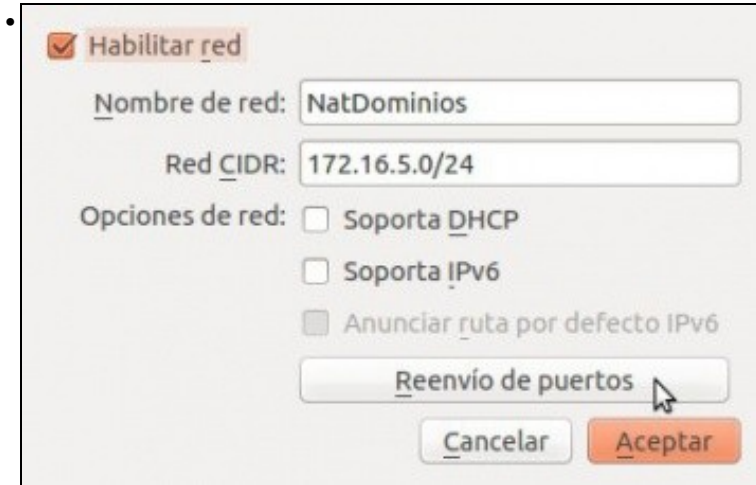 Habilitar red
Nombre de red: NatDominios
Red CIDR: 172.16.5.0/24
Opciones de red: Soporta DHCP
Soporta IPv6
Anunciar ruta por defecto IPv6
Reenvío de puertos
Cancelar Aceptar